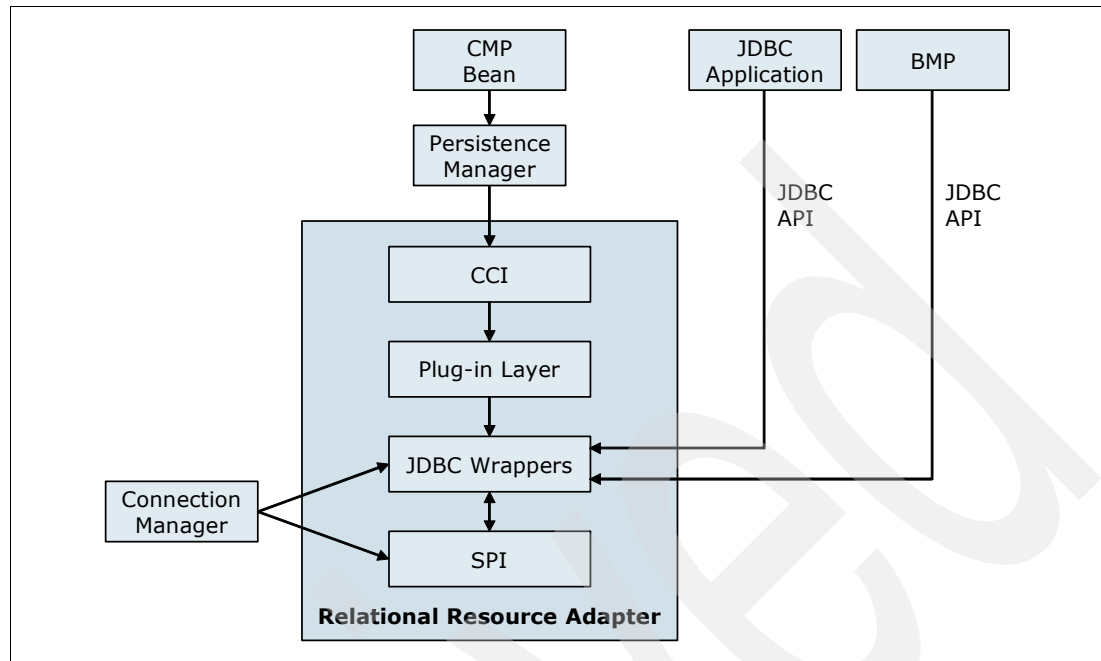 CMP
Bean
JDBC
Application
BMP
Persistence
Manager
JDBC
API
JDBC
API
CCI
Plug-in Layer
JDBC Wrappers
Connection
Manager
SPI
Relational Resource Adapter